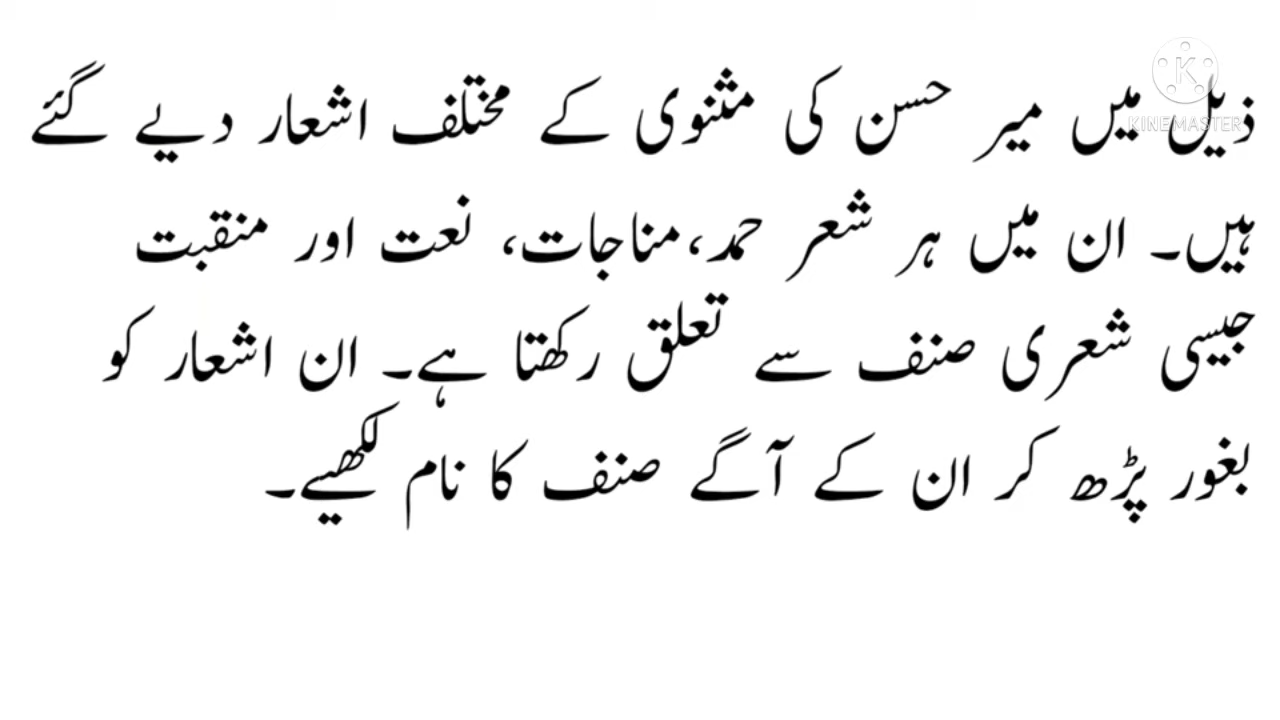 ذیل میں میر حسن کی مثنوی کے مختلف اشعار دیے گئے
ہیں۔ ان میں ہر شعر حمد،مناجات، نعت اور منقبت
جیسی شعری صنف سے تعلق رکھتا ہے۔ ان اشعار کو
بغور پڑھ کر ان کے آگے صنف کا نام لکھیے۔
K
KINEMASTER